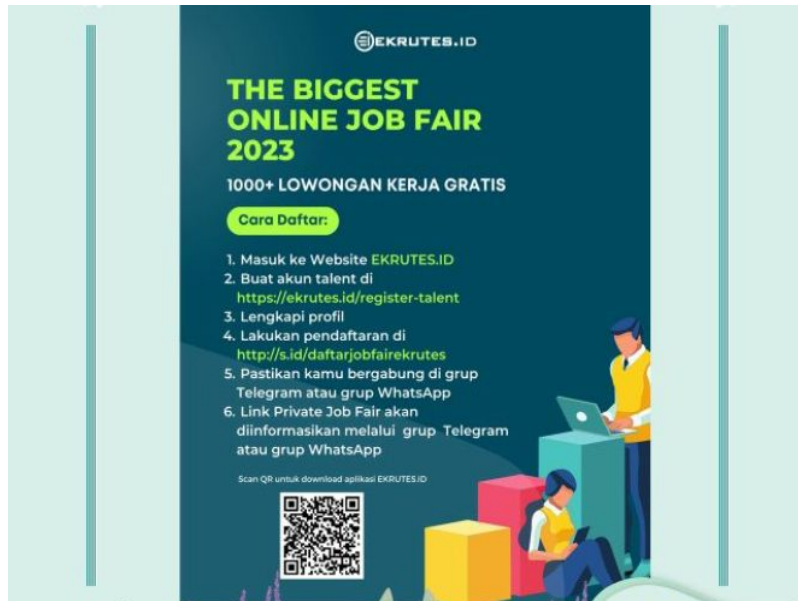 EKRUTES.ID
THE BIGGEST
ONLINE JOB FAIR
2023
1000+ LOWONGAN KERJA GRATIS
Cara Daftar:
1. Masuk ke Website EKRUTES.ID
2. Buat akun talent di
https://ekrutes.id/register-talent
3. Lengkapi profil
4. Lakukan pendaftaran di
http://s.id/daftarjobfairekrutes
5. Pastikan kamu bergabung di grup
Telegram atau grup WhatsApp
6. Link Private Job Fair akan
diinformasikan melalui grup Telegram
atau grup WhatsApp
Scan QR untuk download aplikasi EKRUTES.ID